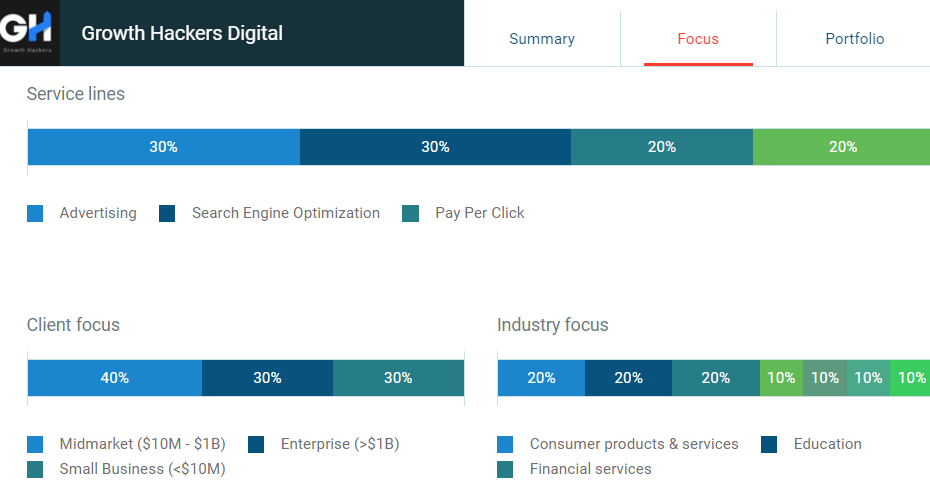 GH
Growth Hackers
Growth Hackers Digital
Summary
Focus
Portfolio
Service lines
30% 30% 20% 20%
Advertising Search Engine Optimization Pay Per Click
Client focus
40% 30% 30%
Midmarket ($10M - $1B) Enterprise (>$1B)
Small Business (<$10M)
Industry focus
20% 20% 20% 10% 10% 10% 10%
Consumer products & services Education
Financial services